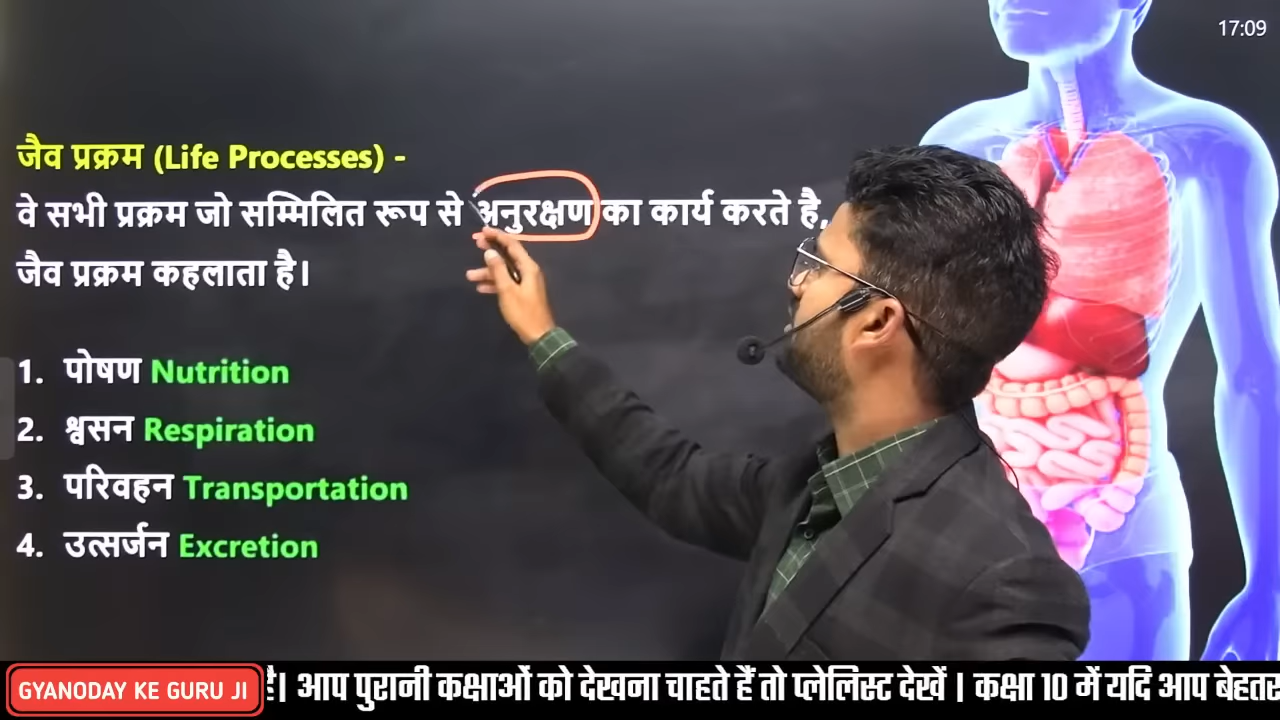 17:09
जैव प्रक्रम (Life Processes) -
वे सभी प्रक्रम जो सम्मिलित रूप से अनुरक्षण का कार्य करते है,
जैव प्रक्रम कहलाता है।
1. पोषण Nutrition
2. श्वसन Respiration
3. परिवहन Transportation
4. उत्सर्जन Excretion
GYANODAY KE GURU JI है। आप पुरानी कक्षाओं को देखना चाहते हैं तो प्लेलिस्ट देखें । कक्षा 10 में यदि आप बेहतर